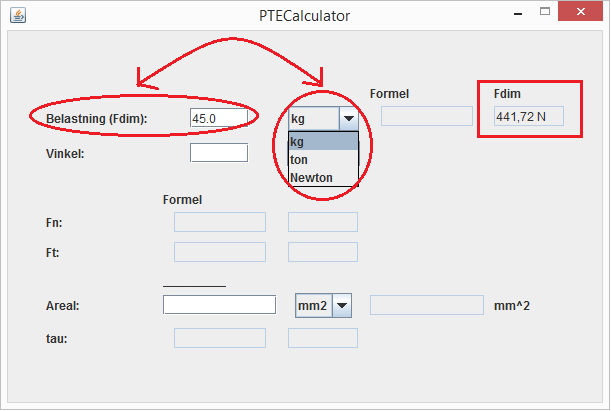 PTECalculator
Formel Fdim
Belastning (Fdim): 45.0 kg 441,72 N
kg
Vinkel: ton
Newton
Formel
Fn:
Ft:
Areal: mm2 mm^2
tau: